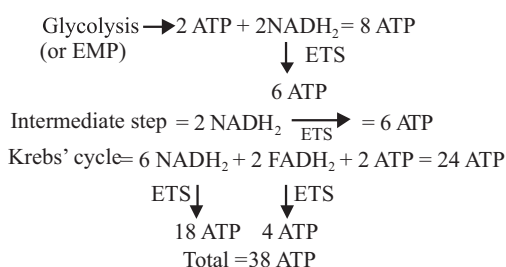 Glycolysis → 2 ATP + 2NADH₂ = 8 ATP
(or EMP)
ETS
6 ATP
Intermediate step = 2 NADH₂ → = 6 ATP
ETS
Krebs' cycle = 6 NADH₂ + 2 FADH₂ + 2 ATP = 24 ATP
ETS ETS
18 ATP 4 ATP
Total =38 ATP